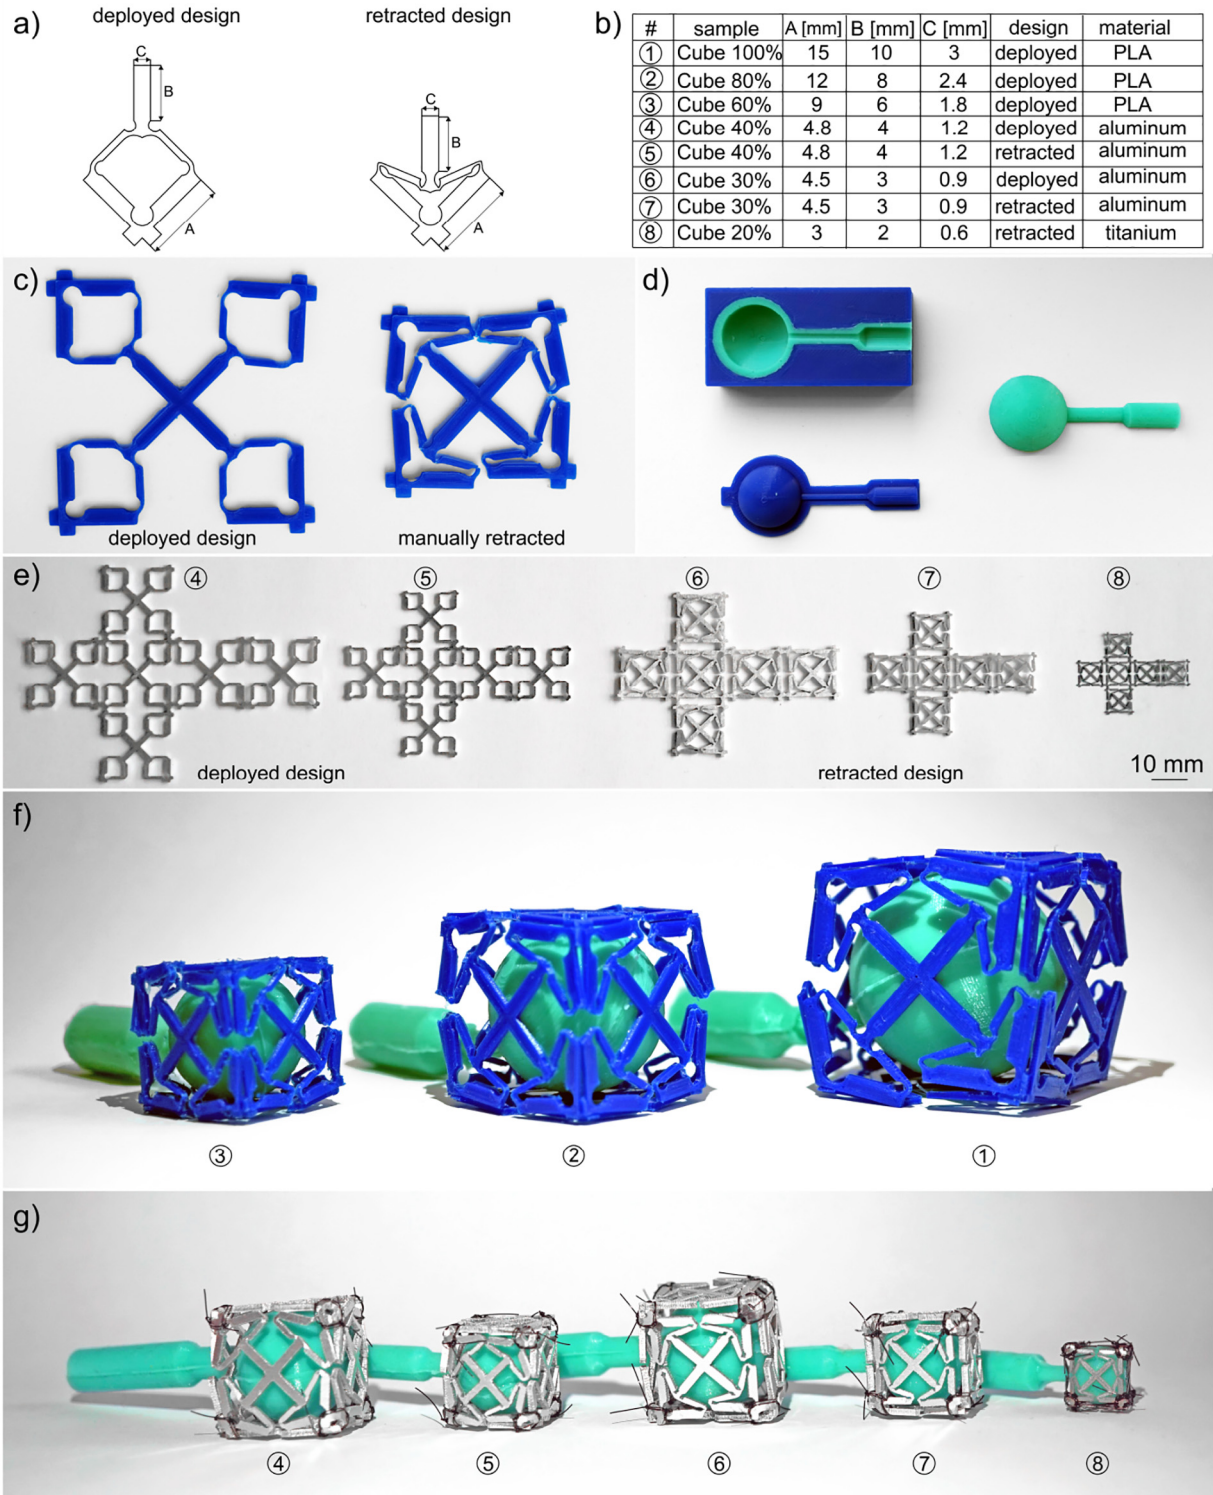 a)
deployed design
retracted design
C
B
A
C
B
A
b)
# sample A [mm] B [mm] C [mm] design material
① Cube 100% 15 10 3 deployed PLA
② Cube 80% 12 8 2.4 deployed PLA
③ Cube 60% 9 6 1.8 deployed PLA
④ Cube 40% 4.8 4 1.2 deployed aluminum
⑤ Cube 40% 4.8 4 1.2 retracted aluminum
⑥ Cube 30% 4.5 3 0.9 deployed aluminum
⑦ Cube 30% 4.5 3 0.9 retracted aluminum
⑧ Cube 20% 3 2 0.6 retracted titanium
c)
deployed design
manually retracted
d)
e)
④ ⑤ ⑥ ⑦ ⑧
deployed design
retracted design
10 mm
f)
③ ② ①
g)
④ ⑤ ⑥ ⑦ ⑧